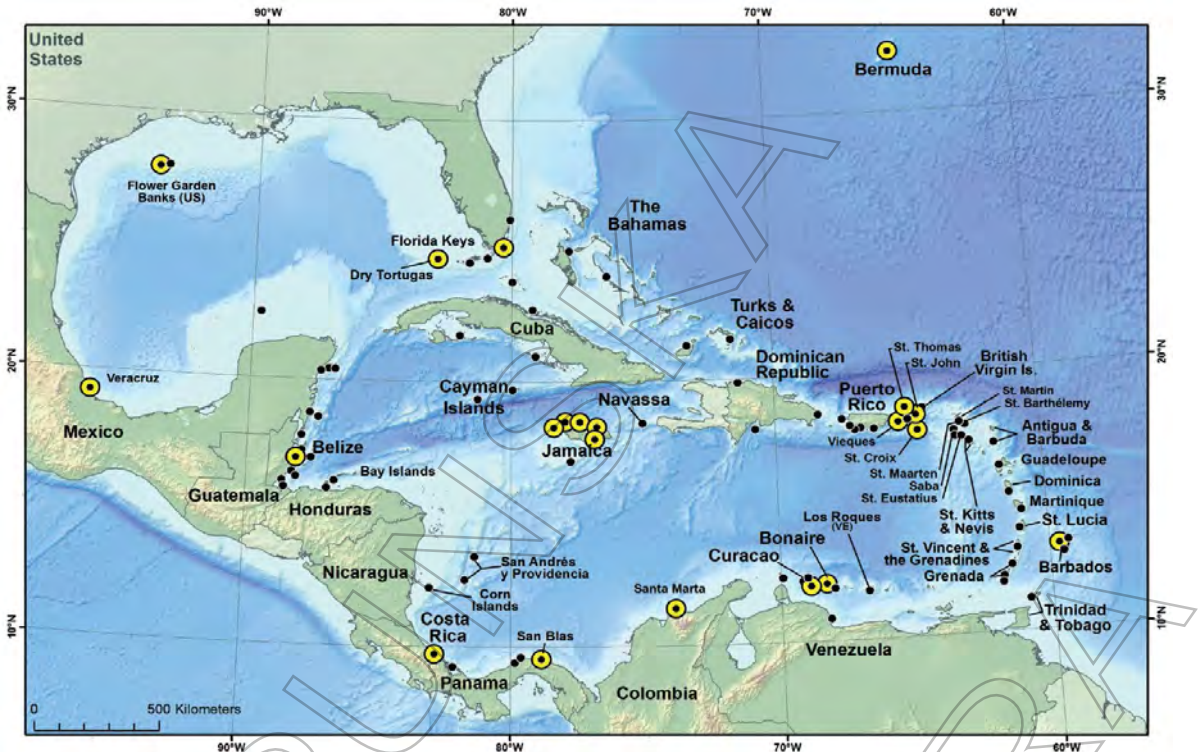 90°W
80°W
70°W
60°W
United
States
Bermuda
30°N
30°N
Flower Garden
Banks (US)
The
Bahamas
Florida Keys
Dry Tortugas
Turks &
Caicos
Cuba
20°N
20°N
Veracruz
Dominican
Republic
St. Thomas
St. John
British
Virgin Is.
Cayman
Islands
Navassa
Puerto
Rico
St. Martin
St. Barthélemy
Mexico
Belize
Jamaica
Vieques
St. Croix
Antigua &
Barbuda
St. Maarten
Saba
St. Eustatius
Guadeloupe
Bay Islands
Guatemala
Honduras
Dominica
Martinique
St. Kitts
& Nevis
Los Roques
(VE)
Bonaire
Curacao
St. Lucia
St. Vincent &
the Grenadines
Grenada
Barbados
Nicaragua
San Andrés
y Providencia
Corn
Islands
Santa Marta
Trinidad
& Tobago
10°N
10°N
Costa
Rica
San Blas
Panama
Venezuela
Colombia
0
500 Kilometers
90°W
80°W
70°W
60°W